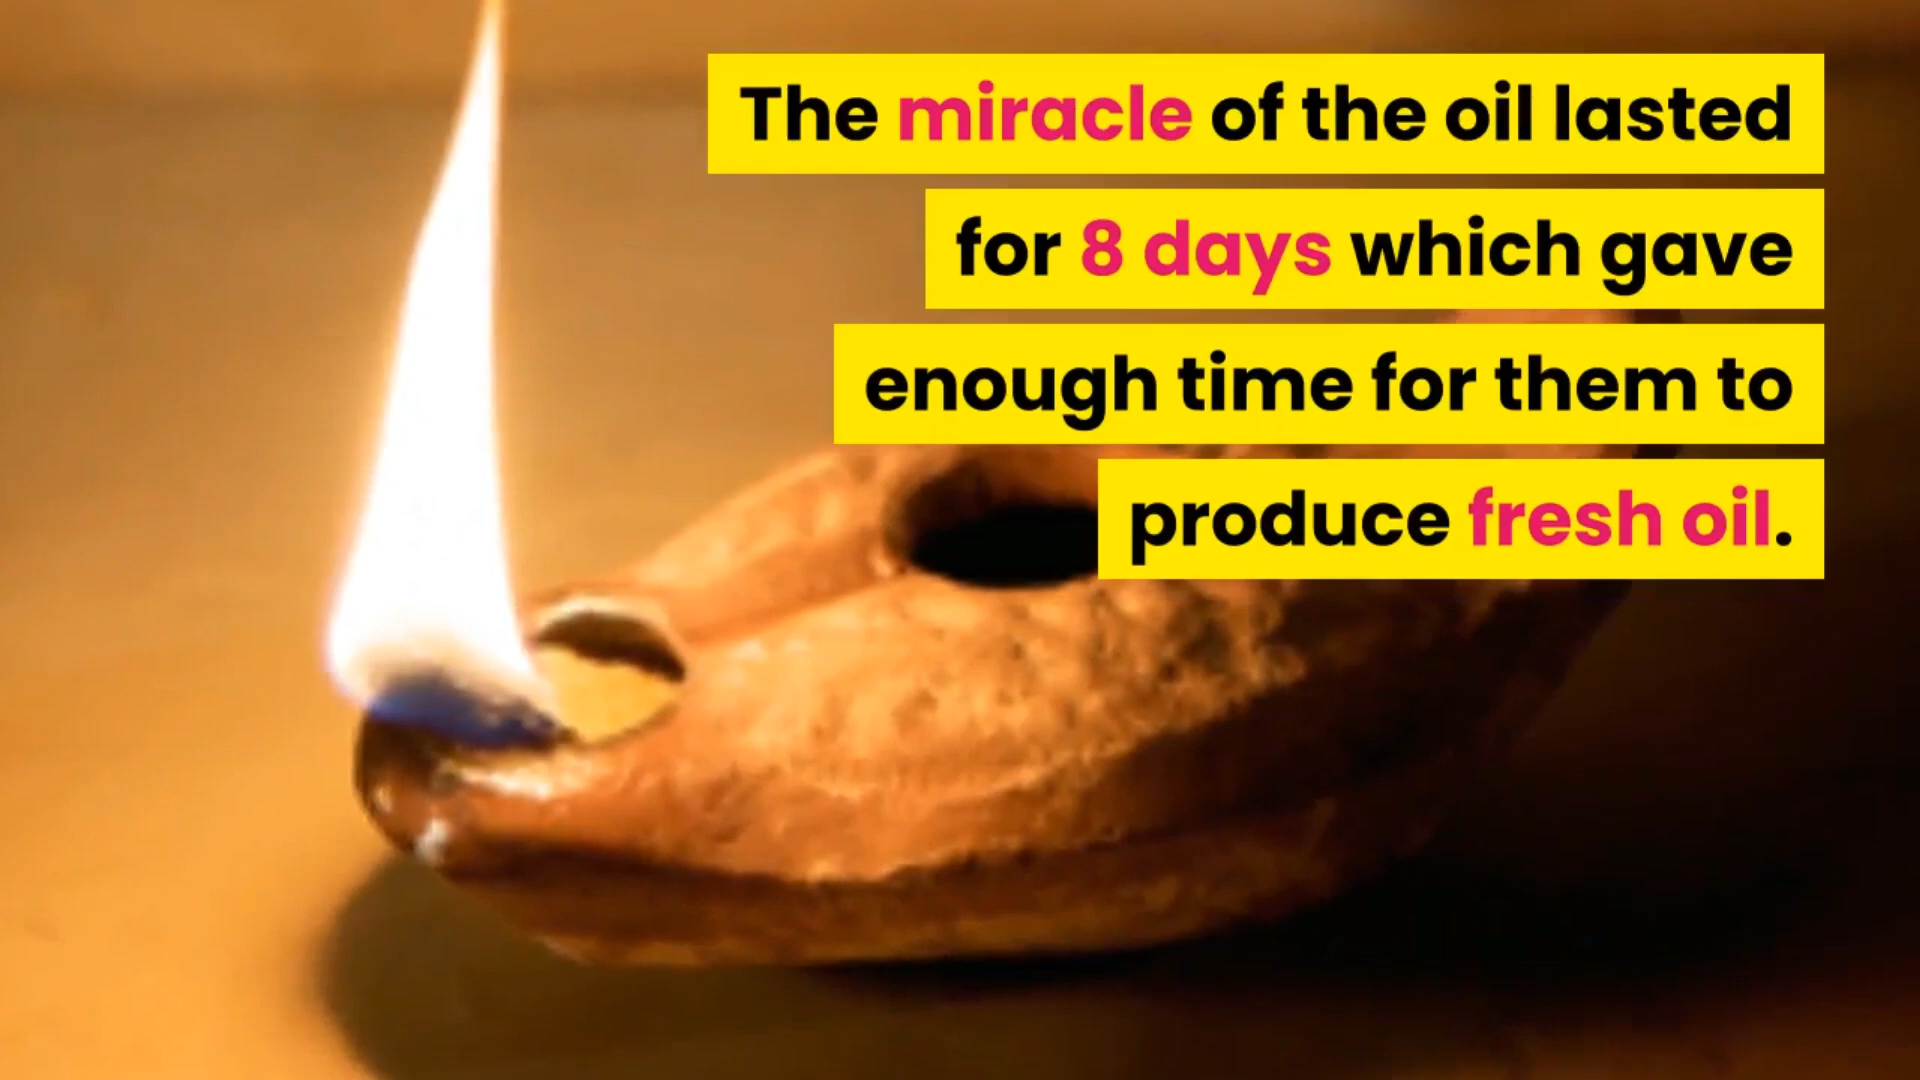 The miracle of the oil lasted
for 8 days which gave
enough time for them to
produce fresh oil.